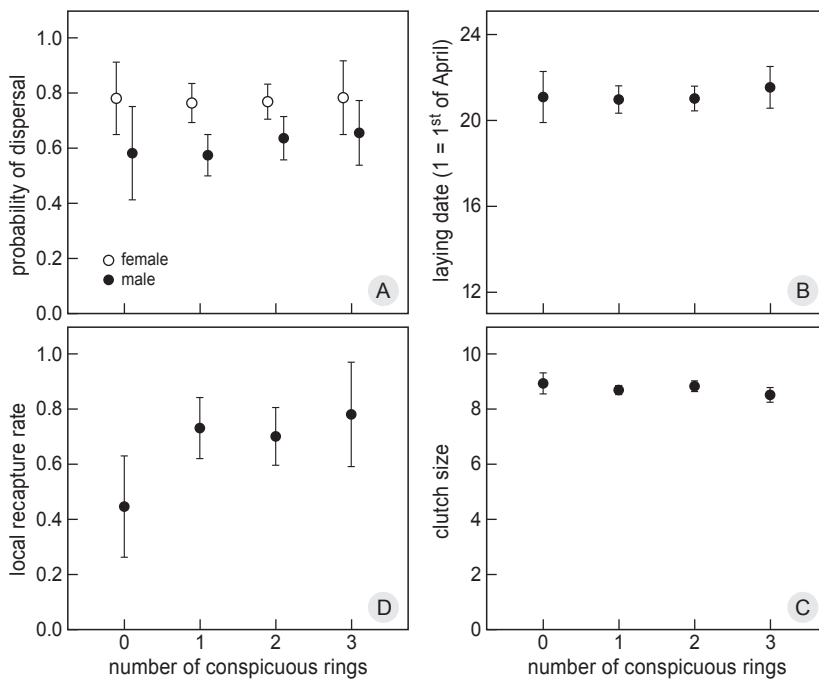 1.0
0.8
0.6
0.4
0.2
0.0
probability of dispersal
female
male
A
24
20
16
12
laying date (1 = 1st of April)
B
1.0
0.8
0.6
0.4
0.2
0.0
local recapture rate
D
0
1
2
3
number of conspicuous rings
10
8
6
4
2
0
clutch size
C
0
1
2
3
number of conspicuous rings